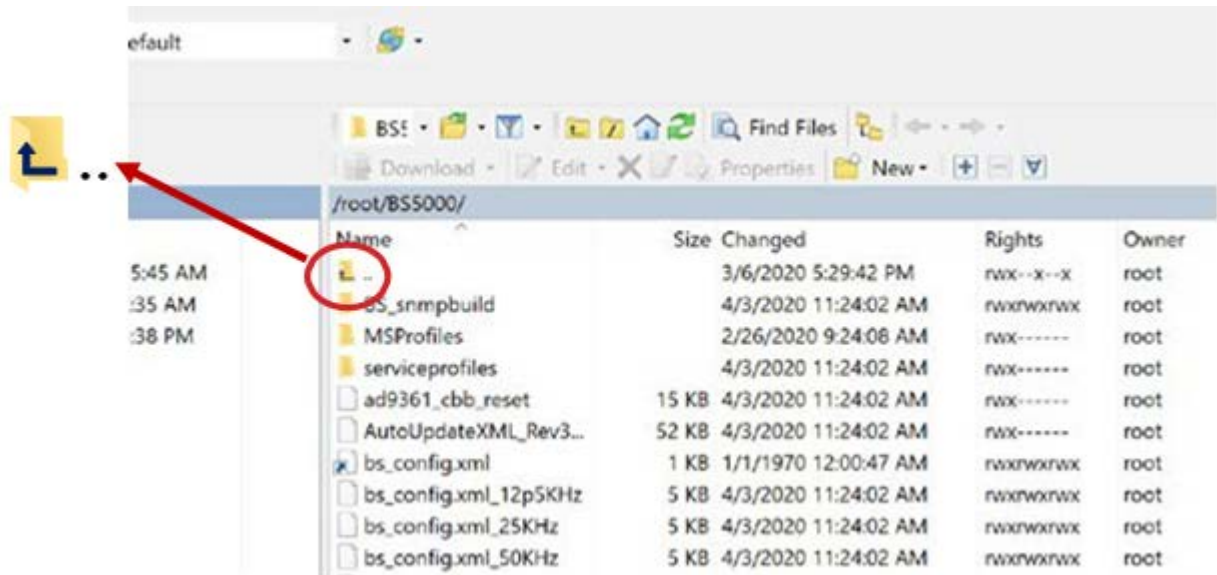 efault
..
BS5
Find Files
Download Edit Properties New
/root/BS5000/
Name Size Changed Rights Owner
5:45 AM .. 3/6/2020 5:29:42 PM rwx--x--x root
:35 AM BS_snmpbuild 4/3/2020 11:24:02 AM rwxrwxrwx root
:38 PM MSProfiles 2/26/2020 9:24:08 AM rwx------ root
serviceprofiles 4/3/2020 11:24:02 AM rwx------ root
ad9361_cbb_reset 15 KB 4/3/2020 11:24:02 AM rwx------ root
AutoUpdateXML_Rev3... 52 KB 4/3/2020 11:24:02 AM rwx------ root
bs_config.xml 1 KB 1/1/1970 12:00:47 AM rwxrwxrwx root
bs_config.xml_12p5KHz 5 KB 4/3/2020 11:24:02 AM rwxrwxrwx root
bs_config.xml_25KHz 5 KB 4/3/2020 11:24:02 AM rwxrwxrwx root
bs_config.xml_50KHz 5 KB 4/3/2020 11:24:02 AM rwxrwxrwx root